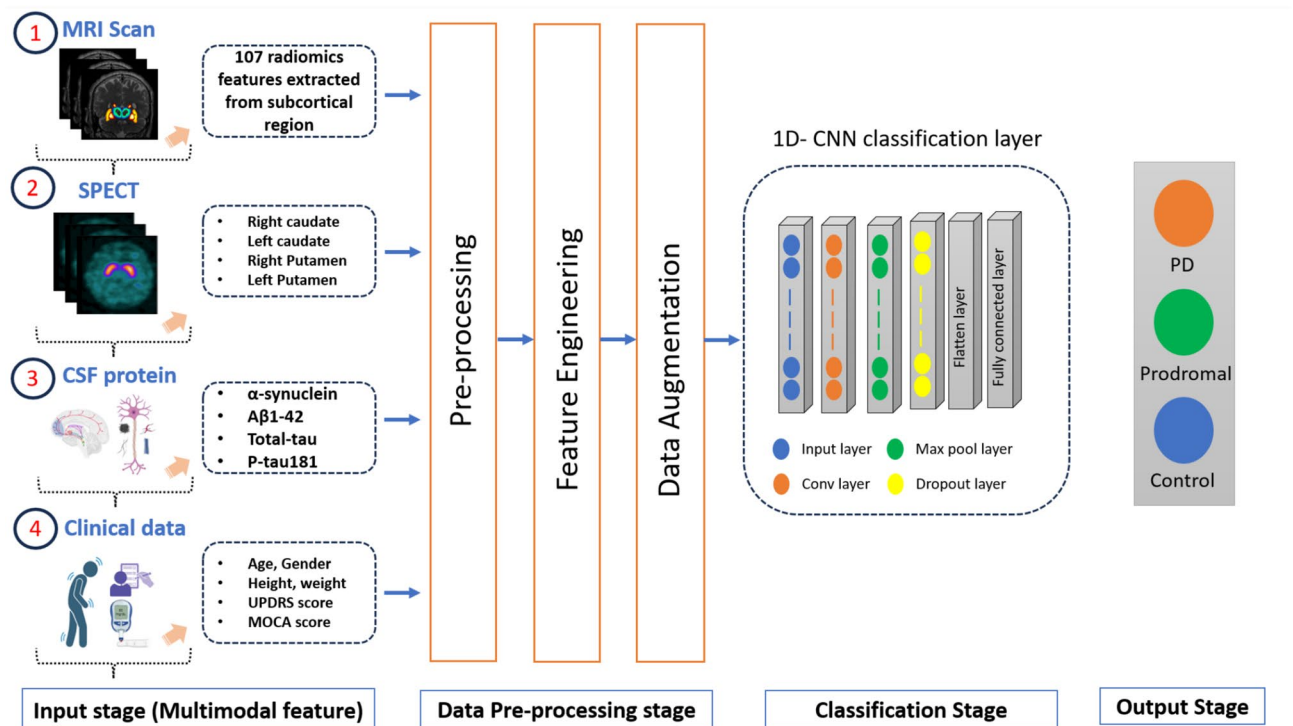 1 MRI Scan
107 radiomics
features extracted
from subcortical
region
2 SPECT
• Right caudate
• Left caudate
• Right Putamen
• Left Putamen
3 CSF protein
• α-synuclein
• Aβ1-42
• Total-tau
• P-tau181
4 Clinical data
• Age, Gender
• Height, weight
• UPDRS score
• MOCA score
Pre-processing
Feature Engineering
Data Augmentation
1D- CNN classification layer
Flatten layer
Fully connected layer
Input layer
Max pool layer
Conv layer
Dropout layer
PD
Prodromal
Control
Input stage (Multimodal feature)
Data Pre-processing stage
Classification Stage
Output Stage